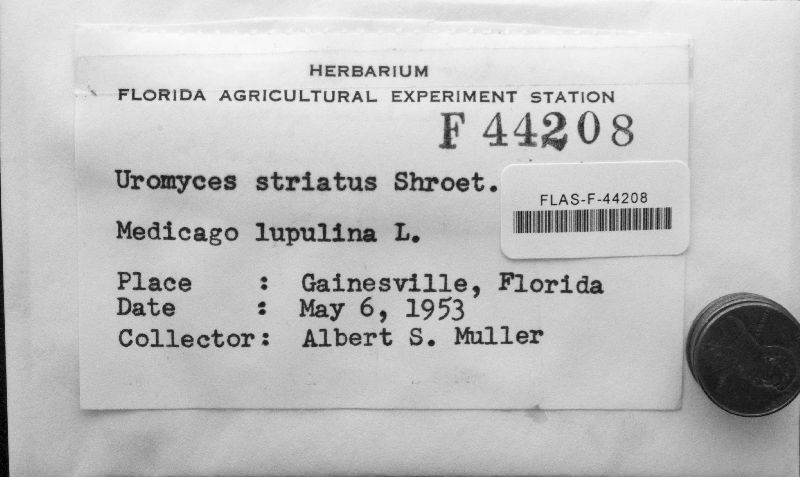 HERBARIUM
FLORIDA AGRICULTURAL EXPERIMENT STATION
F 44208
Uromyces striatus Shroet.
FLAS-F-44208
Medicago lupulina L.
Place : Gainesville, Florida
Date : May 6, 1953
Collector: Albert S. Muller